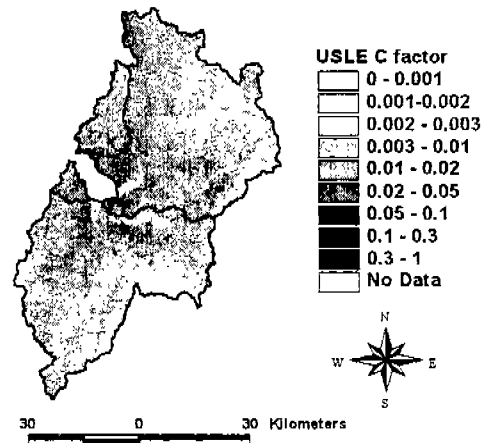 USLE C factor
0 - 0.001
0.001-0.002
0.002 - 0.003
0.003 - 0.01
0.01 - 0.02
0.02 - 0.05
0.05 - 0.1
0.1 - 0.3
0.3 - 1
No Data
N
W E
S
30 0 30 Kilometers